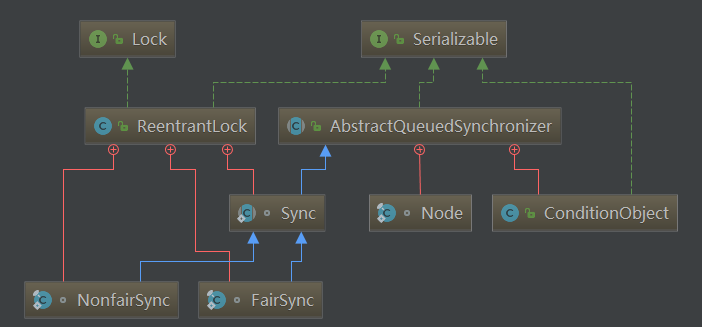 I Lock
I Serializable
C ReentrantLock
C AbstractQueuedSynchronizer
C Sync
C Node
C ConditionObject
C NonfairSync
C FairSync